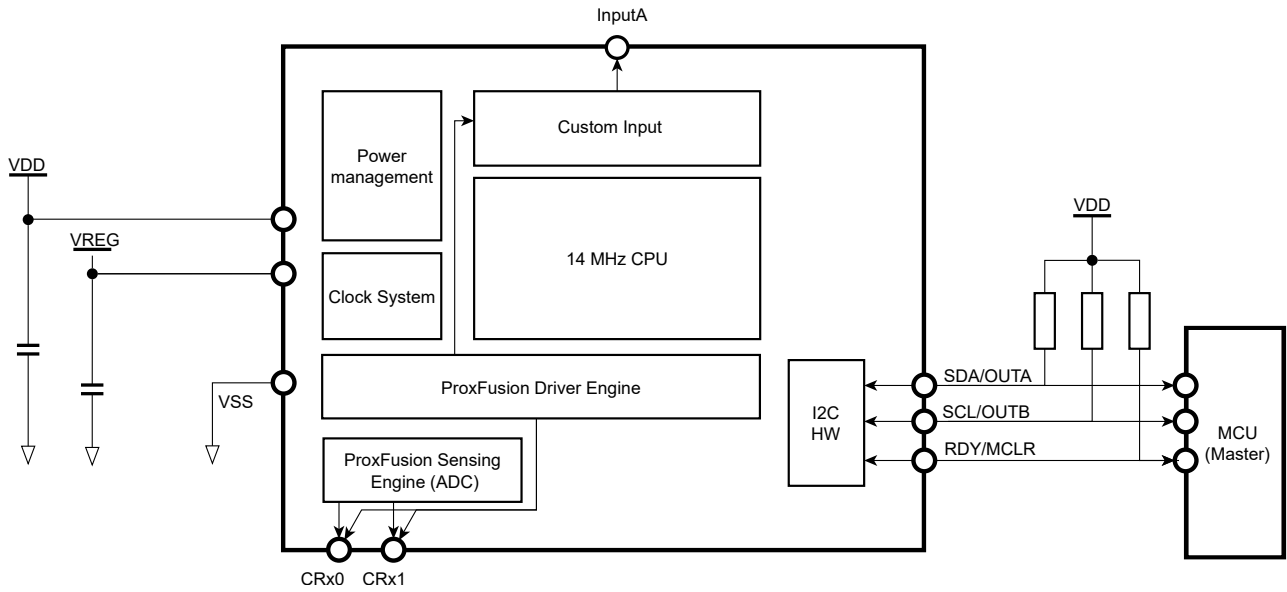 InputA
Custom Input
Power
management
VDD
VREG
14 MHz CPU
Clock System
VDD
VSS
ProxFusion Driver Engine
I2C
HW
SDA/OUTA
SCL/OUTB
RDY/MCLR
MCU
(Master)
ProxFusion Sensing
Engine (ADC)
CRx0
CRx1